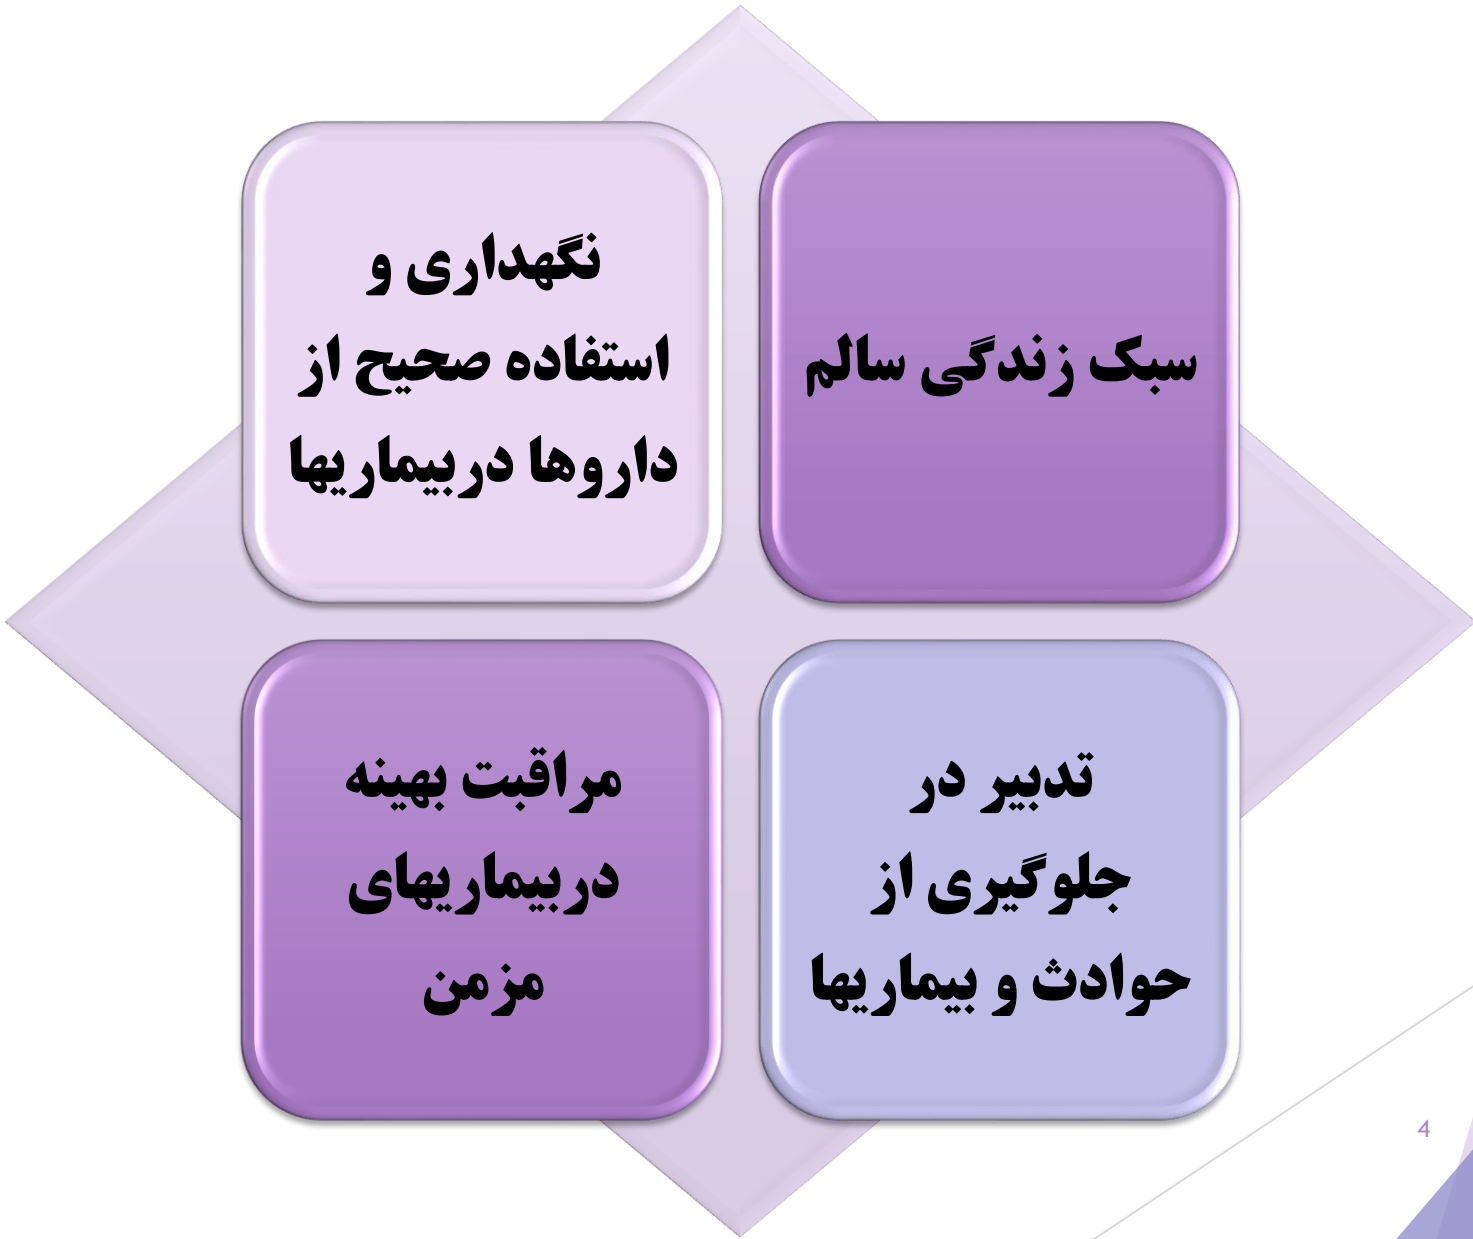 سبک زندگی سالم
نگهداری و
استفاده صحیح از
داروها دربیماریها
تدبیر در
جلوگیری از
حوادث و بیماریها
مراقبت بهینه
دربیماریهای
مزمن
4